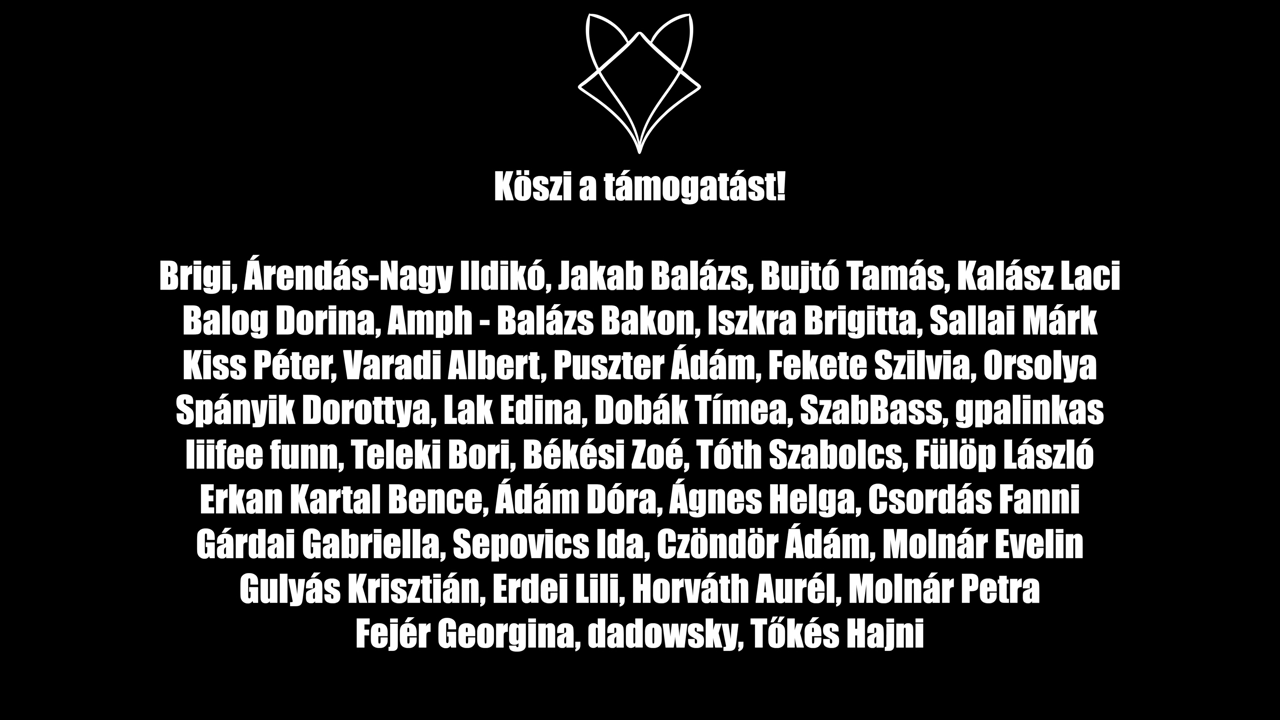 Köszi a támogatást!
Brigi, Árendás-Nagy Ildikó, Jakab Balázs, Bujtó Tamás, Kalász Laci
Balog Dorina, Amph - Balázs Bakon, Iszkra Brigitta, Sallai Márk
Kiss Péter, Varadi Albert, Puszter Ádám, Fekete Szilvia, Orsolya
Spányik Dorottya, Lak Edina, Dobák Tímea, SzabBass, gpalinkas
liifee funn, Teleki Bori, Békési Zoé, Tóth Szabolcs, Fülöp László
Erkan Kartal Bence, Ádám Dóra, Ágnes Helga, Csordás Fanni
Gárdai Gabriella, Sepovics Ida, Czöndör Ádám, Molnár Evelin
Gulyás Krisztián, Erdei Lili, Horváth Aurél, Molnár Petra
Fejér Georgina, dadowsky, Tőkés Hajni